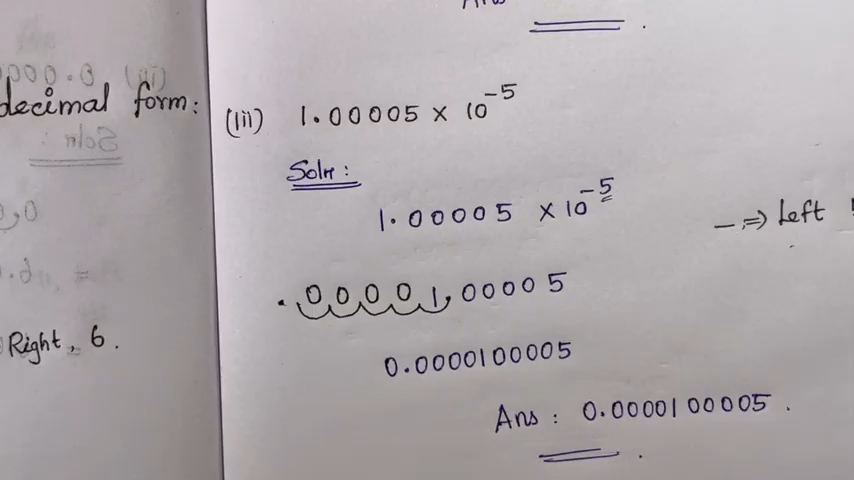 decimal form:
Right, 6.
(iii) 1.00005 × 10⁻⁵
Soln:
1.00005 × 10⁻⁵
— ⇒ Left
.00001,00005
0.0000100005
Ans : 0.0000100005.